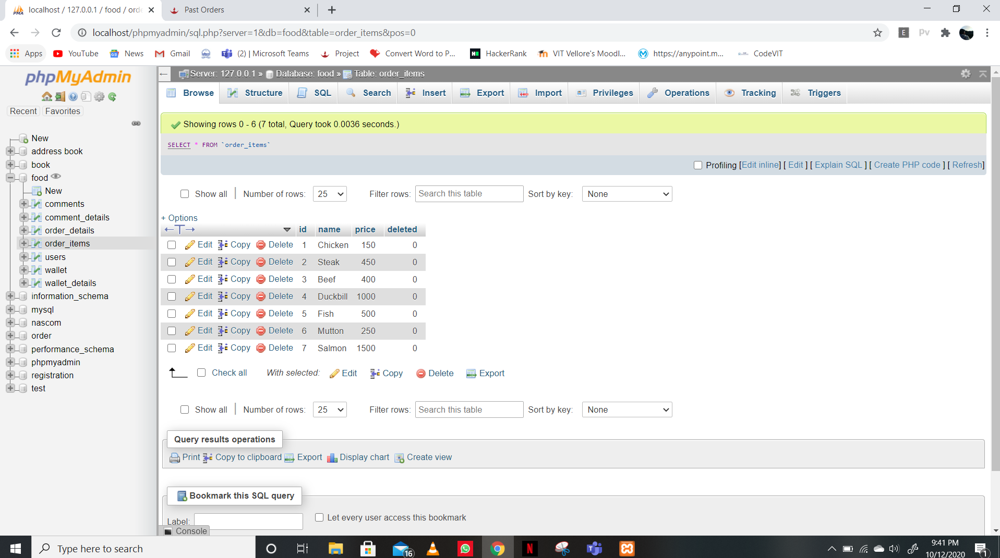 localhost / 127.0.0.1 / food / orde
Past Orders
localhost/phpmyadmin/sql.php?server=1&db=food&table=order_items&pos=0
E
Pv
Apps
YouTube
News
Gmail
(2) | Microsoft Teams
Project
Convert Word to P...
HackerRank
VIT Vellore's Moodl...
https://anypoint.m...
CodeVIT
phpMyAdmin
Recent
Favorites
New
address book
book
food
New
comments
comment_details
order_details
order_items
users
wallet
wallet_details
information_schema
mysql
nascom
order
performance_schema
phpmyadmin
registration
test
Server: 127.0.0.1 » Database: food » Table: order_items
Browse
Structure
SQL
Search
Insert
Export
Import
Privileges
Operations
Tracking
Triggers
Showing rows 0 - 6 (7 total, Query took 0.0036 seconds.)
SELECT * FROM `order_items`
Profiling [Edit inline] [ Edit ] [ Explain SQL ] [ Create PHP code ] [ Refresh]
Show all | Number of rows: 25 Filter rows: Search this table Sort by key: None
+ Options
←T→ id name price deleted
Edit Copy Delete 1 Chicken 150 0
Edit Copy Delete 2 Steak 450 0
Edit Copy Delete 3 Beef 400 0
Edit Copy Delete 4 Duckbill 1000 0
Edit Copy Delete 5 Fish 500 0
Edit Copy Delete 6 Mutton 250 0
Edit Copy Delete 7 Salmon 1500 0
Check all With selected: Edit Copy Delete Export
Show all | Number of rows: 25 Filter rows: Search this table Sort by key: None
Query results operations
Print Copy to clipboard Export Display chart Create view
Bookmark this SQL query
Label: Let every user access this bookmark
Console
Type here to search
16
9:41 PM
10/12/2020
1